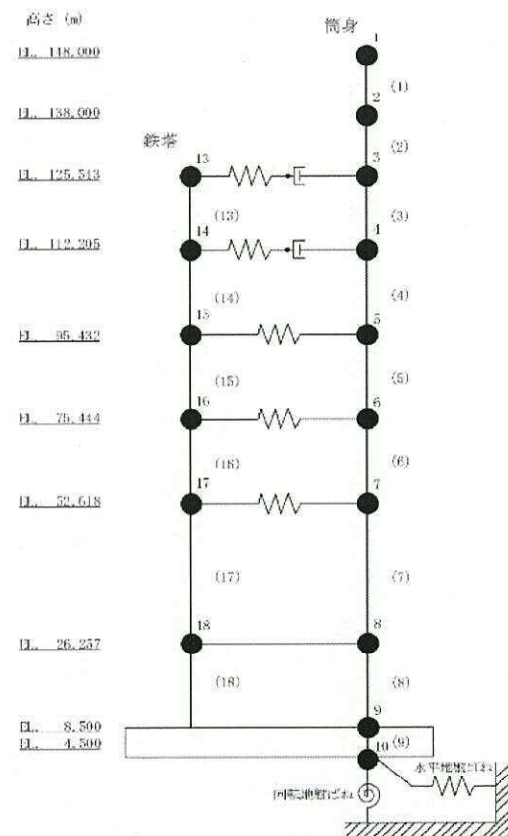 高さ (m)
筒身
1
EL. 148.000
(1)
2
EL. 138.000
(2)
鉄塔
13
3
EL. 125.543
(13)
(3)
14
4
EL. 112.205
(14)
(4)
15
5
EL. 95.432
(15)
(5)
16
6
EL. 75.444
(16)
(6)
17
7
EL. 52.618
(17)
(7)
18
8
EL. 26.257
(18)
(8)
9
EL. 8.500
(9)
EL. 4.500
10
水平地盤ばね
回転地盤ばね